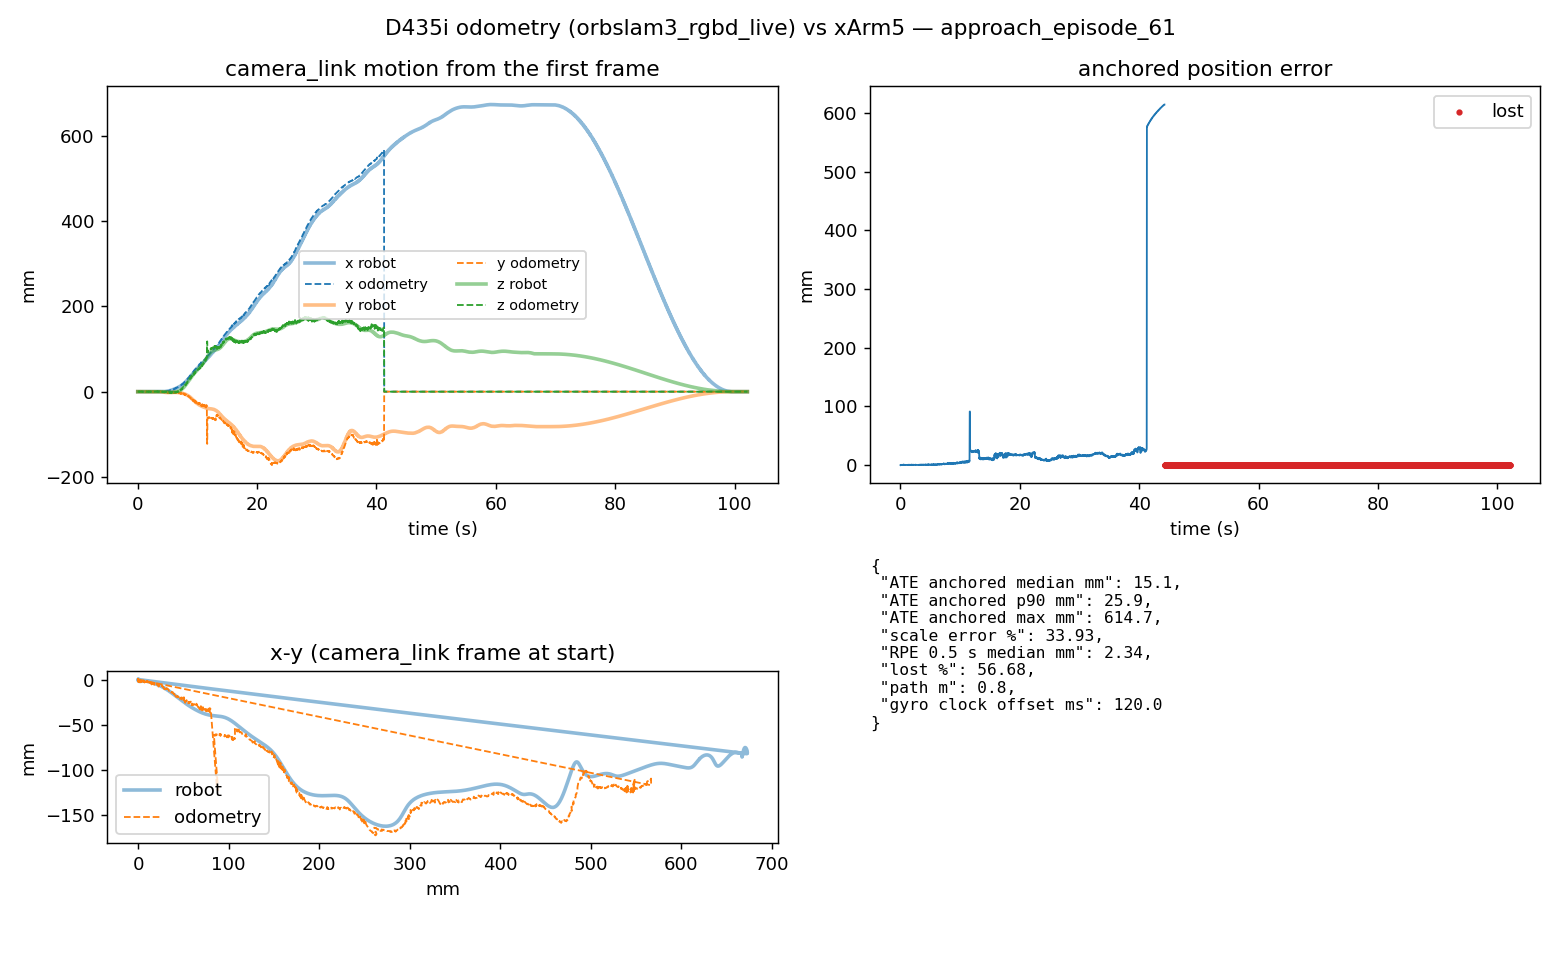 D435i odometry (orbslam3_rgbd_live) vs xArm5 — approach_episode_61
camera_link motion from the first frame
600
400
200
0
−200
mm
0 20 40 60 80 100
time (s)
x robot
x odometry
y robot
y odometry
z robot
z odometry
anchored position error
600
500
400
300
200
100
0
mm
0 20 40 60 80 100
time (s)
lost
x-y (camera_link frame at start)
0
−50
−100
−150
mm
0 100 200 300 400 500 600 700
mm
robot
odometry
{
"ATE anchored median mm": 15.1,
"ATE anchored p90 mm": 25.9,
"ATE anchored max mm": 614.7,
"scale error %": 33.93,
"RPE 0.5 s median mm": 2.34,
"lost %": 56.68,
"path m": 0.8,
"gyro clock offset ms": 120.0
}